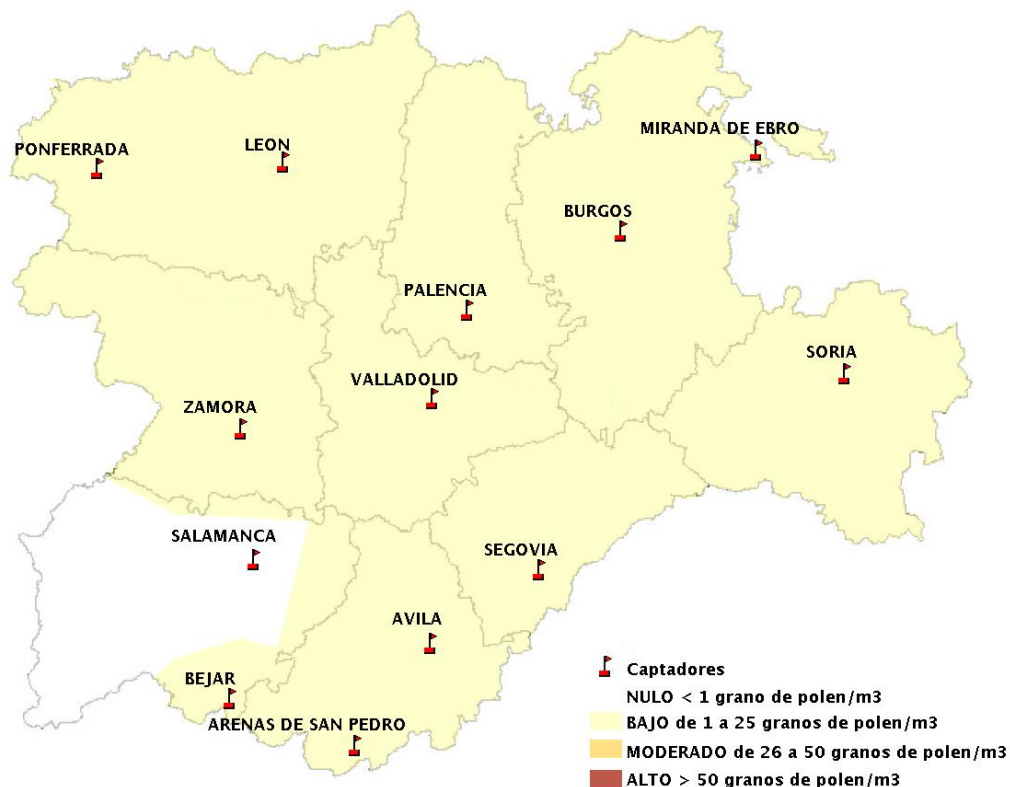 MIRANDA DE EBRO
PONFERRADA
LEON
BURGOS
PALENCIA
SORIA
VALLADOLID
ZAMORA
SALAMANCA
SEGOVIA
AVILA
BEJAR
ARENAS DE SAN PEDRO
Captadores
NULO < 1 grano de polen/m3
BAJO de 1 a 25 granos de polen/m3
MODERADO de 26 a 50 granos de polen/m3
ALTO > 50 granos de polen/m3